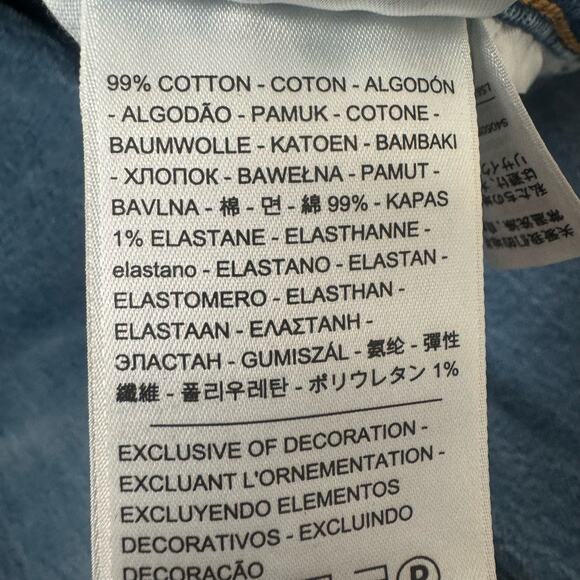 99% COTTON - COTON - ALGODÓN
- ALGODÃO - PAMUK - COTONE -
BAUMWOLLE - KATOEN - BAMBAKI
- ХЛОПОК - BAWEŁNA - PAMUT -
BAVLNA - 棉 - 면 - 綿 99% - KAPAS
1% ELASTANE - ELASTHANNE -
elastano - ELASTANO - ELASTAN -
ELASTOMERO - ELASTHAN -
ELASTAAN - ΕΛΑΣΤΑΝΗ -
ЭЛАСТАН - GUMISZÁL - 氨纶 - 彈性
纖維 - 폴리우레탄 - ポリウレタン 1%
EXCLUSIVE OF DECORATION -
EXCLUANT L'ORNEMENTATION -
EXCLUYENDO ELEMENTOS
DECORATIVOS - EXCLUINDO
DECORAÇÃO
P